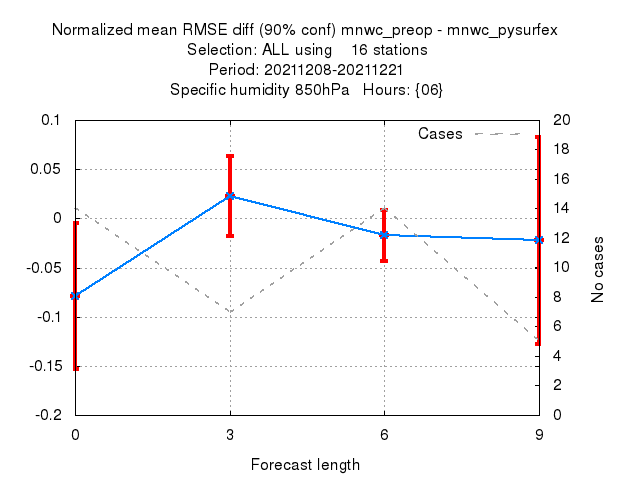 Normalized mean RMSE diff (90% conf) mnwc_preop - mnwc_pysurfex
Selection: ALL using 16 stations
Period: 20211208-20211221
Specific humidity 850hPa Hours: {06}
Cases
0.1
0.05
0
-0.05
-0.1
-0.15
-0.2
20
18
16
14
12
10
8
6
4
2
0
No cases
0 3 6 9
Forecast length